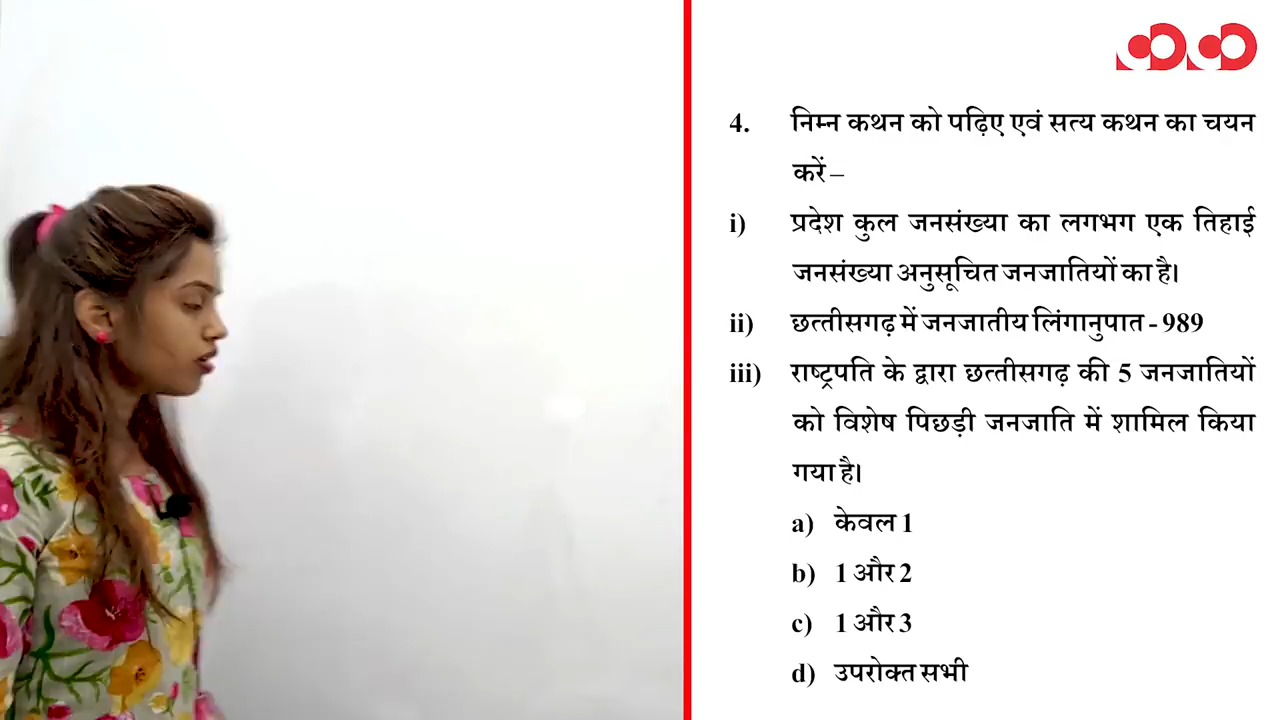 4. निम्न कथन को पढ़िए एवं सत्य कथन का चयन
करें –
i) प्रदेश कुल जनसंख्या का लगभग एक तिहाई
जनसंख्या अनुसूचित जनजातियों का है।
ii) छत्तीसगढ़ में जनजातीय लिंगानुपात - 989
iii) राष्ट्रपति के द्वारा छत्तीसगढ़ की 5 जनजातियों
को विशेष पिछड़ी जनजाति में शामिल किया
गया है।
a) केवल 1
b) 1 और 2
c) 1 और 3
d) उपरोक्त सभी